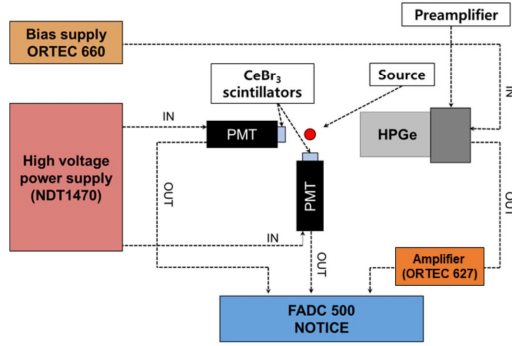 Preamplifier
Bias supply
ORTEC 660
CeBr3
scintillators
Source
IN
IN
High voltage
power supply
(NDT1470)
PMT
HPGe
OUT
PMT
OUT
IN
OUT
Amplifier
(ORTEC 627)
FADC 500
NOTICE